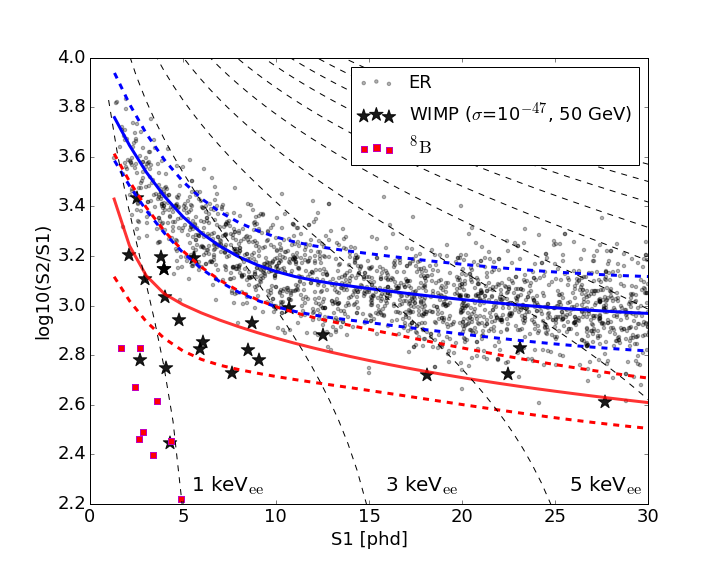 4.0
3.8
3.6
3.4
3.2
3.0
2.8
2.6
2.4
2.2
log10(S2/S1)
ER
WIMP (σ=10⁻⁴⁷, 50 GeV)
⁸B
1 keVₑₑ
3 keVₑₑ
5 keVₑₑ
0 5 10 15 20 25 30
S1 [phd]